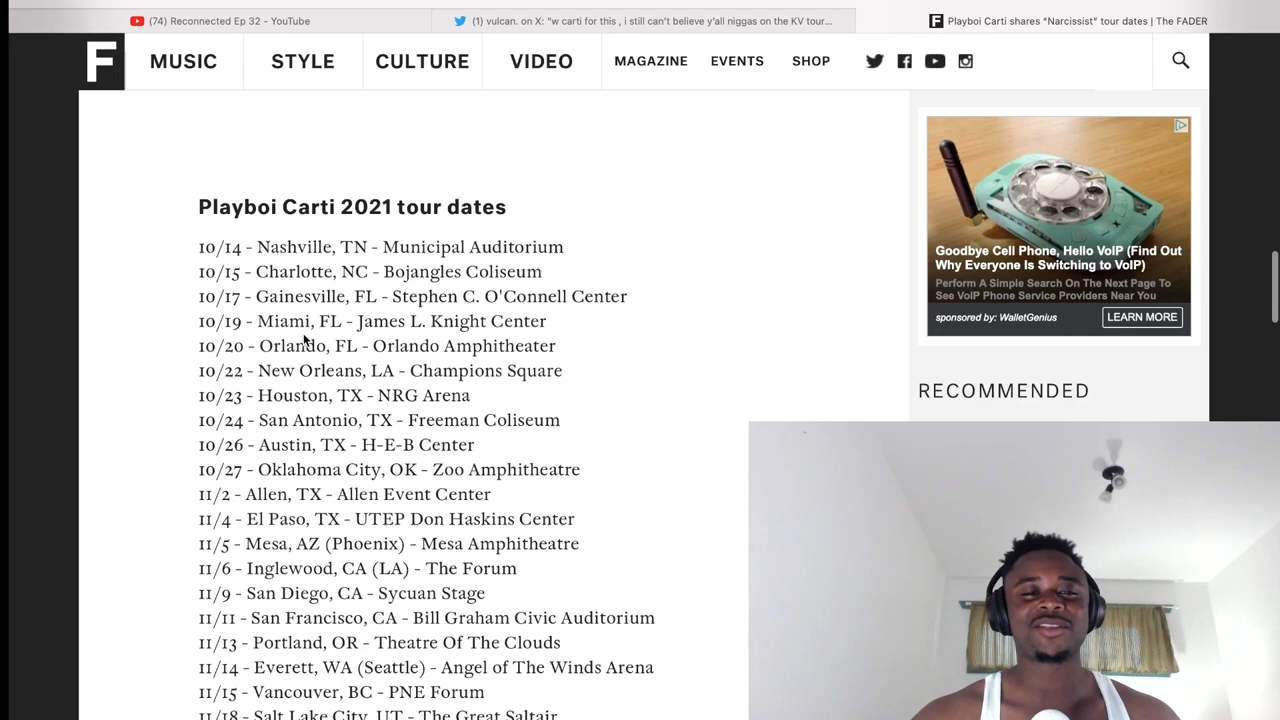 (74) Reconnected Ep 32 - YouTube
(1) vulcan. on X: "w carti for this , i still can't believe y'all niggas on the KV tour...
Playboi Carti shares “Narcissist” tour dates | The FADER
F MUSIC STYLE CULTURE VIDEO MAGAZINE EVENTS SHOP
Playboi Carti 2021 tour dates
10/14 - Nashville, TN - Municipal Auditorium
10/15 - Charlotte, NC - Bojangles Coliseum
10/17 - Gainesville, FL - Stephen C. O'Connell Center
10/19 - Miami, FL - James L. Knight Center
10/20 - Orlando, FL - Orlando Amphitheater
10/22 - New Orleans, LA - Champions Square
10/23 - Houston, TX - NRG Arena
10/24 - San Antonio, TX - Freeman Coliseum
10/26 - Austin, TX - H-E-B Center
10/27 - Oklahoma City, OK - Zoo Amphitheatre
11/2 - Allen, TX - Allen Event Center
11/4 - El Paso, TX - UTEP Don Haskins Center
11/5 - Mesa, AZ (Phoenix) - Mesa Amphitheatre
11/6 - Inglewood, CA (LA) - The Forum
11/9 - San Diego, CA - Sycuan Stage
11/11 - San Francisco, CA - Bill Graham Civic Auditorium
11/13 - Portland, OR - Theatre Of The Clouds
11/14 - Everett, WA (Seattle) - Angel of The Winds Arena
11/15 - Vancouver, BC - PNE Forum
11/18 - Salt Lake City, UT - The Great Saltair
Goodbye Cell Phone, Hello VoIP (Find Out
Why Everyone Is Switching to VoIP)
Perform A Simple Search On The Next Page To
See VoIP Phone Service Providers Near You
sponsored by: WalletGenius
LEARN MORE
RECOMMENDED